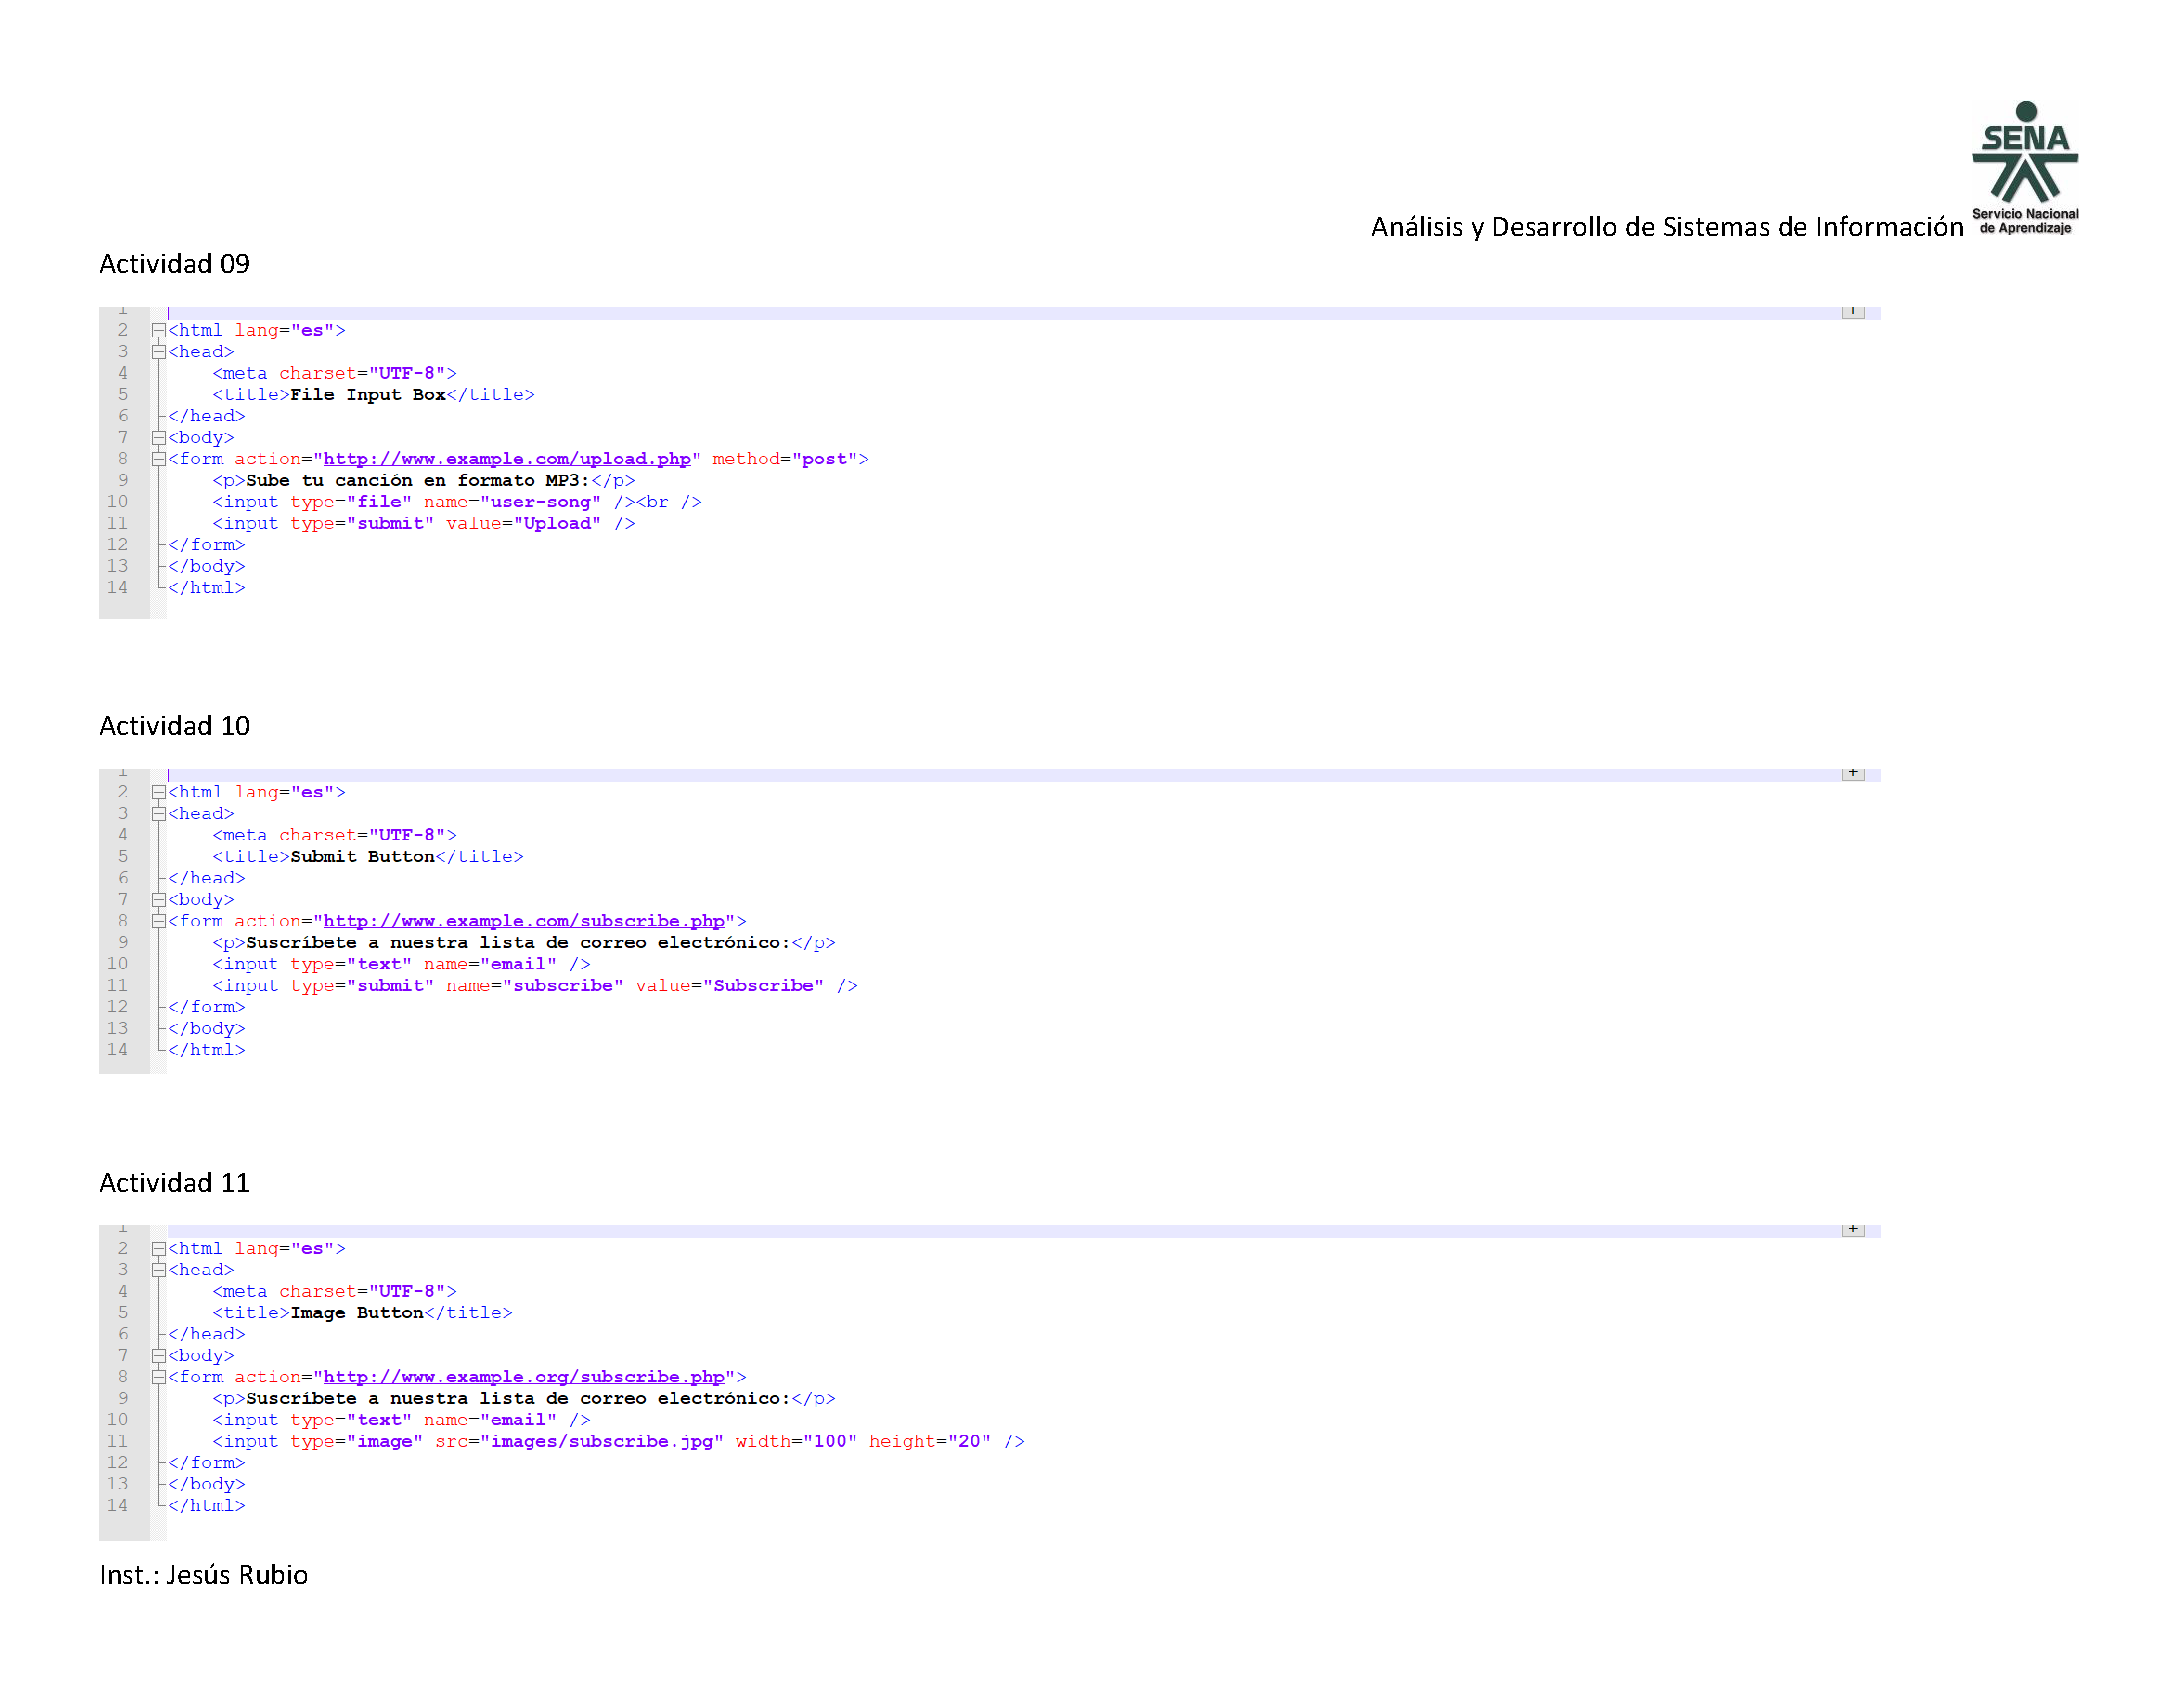 SENA
Servicio Nacional
de Aprendizaje
Análisis y Desarrollo de Sistemas de Información
Actividad 09
1
2 <html lang="es">
3 <head>
4 <meta charset="UTF-8">
5 <title>File Input Box</title>
6 </head>
7 <body>
8 <form action="http://www.example.com/upload.php" method="post">
9 <p>Sube tu canción en formato MP3:</p>
10 <input type="file" name="user-song" /><br />
11 <input type="submit" value="Upload" />
12 </form>
13 </body>
14 </html>
Actividad 10
1
2 <html lang="es">
3 <head>
4 <meta charset="UTF-8">
5 <title>Submit Button</title>
6 </head>
7 <body>
8 <form action="http://www.example.com/subscribe.php">
9 <p>Suscríbete a nuestra lista de correo electrónico:</p>
10 <input type="text" name="email" />
11 <input type="submit" name="subscribe" value="Subscribe" />
12 </form>
13 </body>
14 </html>
Actividad 11
1
2 <html lang="es">
3 <head>
4 <meta charset="UTF-8">
5 <title>Image Button</title>
6 </head>
7 <body>
8 <form action="http://www.example.org/subscribe.php">
9 <p>Suscríbete a nuestra lista de correo electrónico:</p>
10 <input type="text" name="email" />
11 <input type="image" src="images/subscribe.jpg" width="100" height="20" />
12 </form>
13 </body>
14 </html>
Inst.: Jesús Rubio